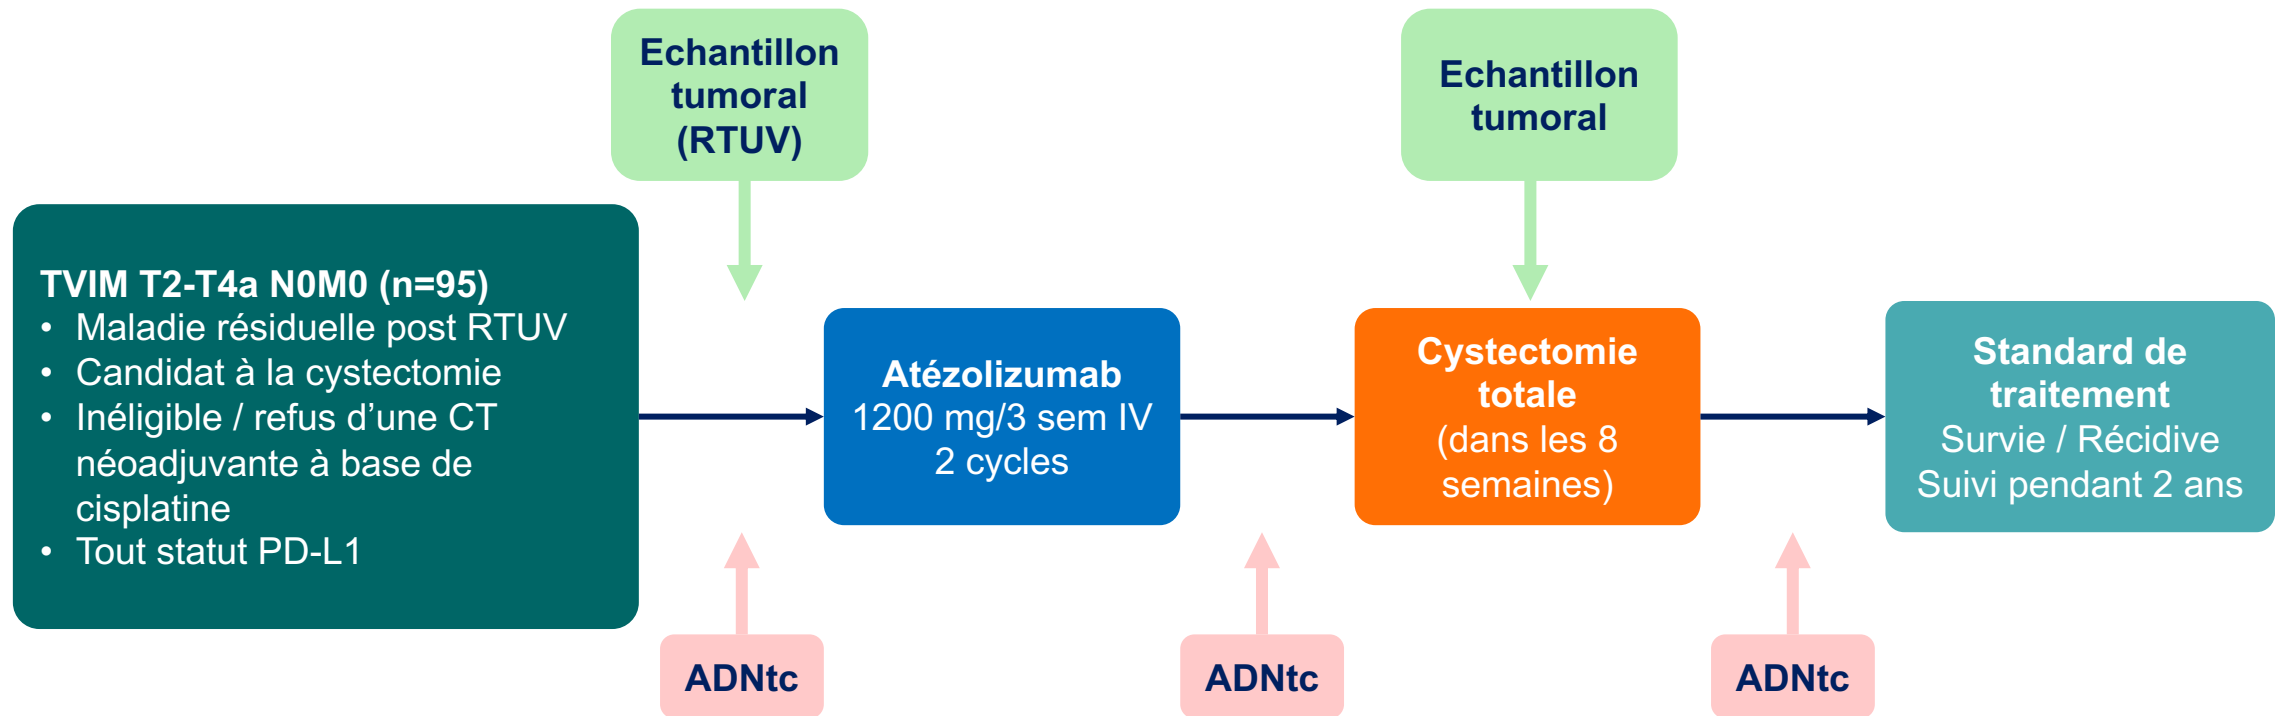 Echantillon
tumoral
(RTUV)
Echantillon
tumoral
TVIM T2-T4a N0M0 (n=95)
• Maladie résiduelle post RTUV
• Candidat à la cystectomie
• Inéligible / refus d’une CT
néoadjuvante à base de
cisplatine
• Tout statut PD-L1
Atézolizumab
1200 mg/3 sem IV
2 cycles
Cystectomie
totale
(dans les 8
semaines)
Standard de
traitement
Survie / Récidive
Suivi pendant 2 ans
ADNtc
ADNtc
ADNtc